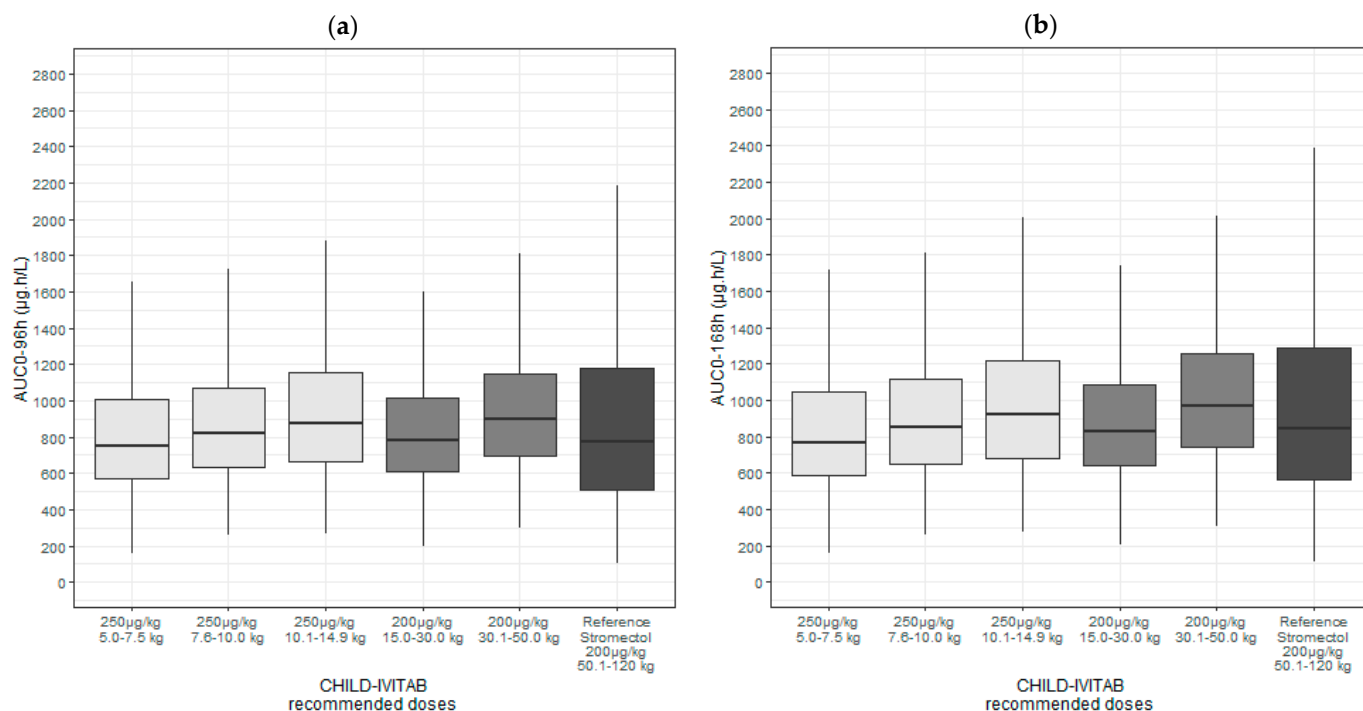 (a)
AUC0-96h (µg.h/L)
2800
2600
2400
2200
2000
1800
1600
1400
1200
1000
800
600
400
200
0
250µg/kg
5.0-7.5 kg
250µg/kg
7.6-10.0 kg
250µg/kg
10.1-14.9 kg
200µg/kg
15.0-30.0 kg
200µg/kg
30.1-50.0 kg
Reference
Stromectol
200µg/kg
50.1-120 kg
CHILD-IVITAB
recommended doses
(b)
AUC0-168h (µg.h/L)
2800
2600
2400
2200
2000
1800
1600
1400
1200
1000
800
600
400
200
0
250µg/kg
5.0-7.5 kg
250µg/kg
7.6-10.0 kg
250µg/kg
10.1-14.9 kg
200µg/kg
15.0-30.0 kg
200µg/kg
30.1-50.0 kg
Reference
Stromectol
200µg/kg
50.1-120 kg
CHILD-IVITAB
recommended doses